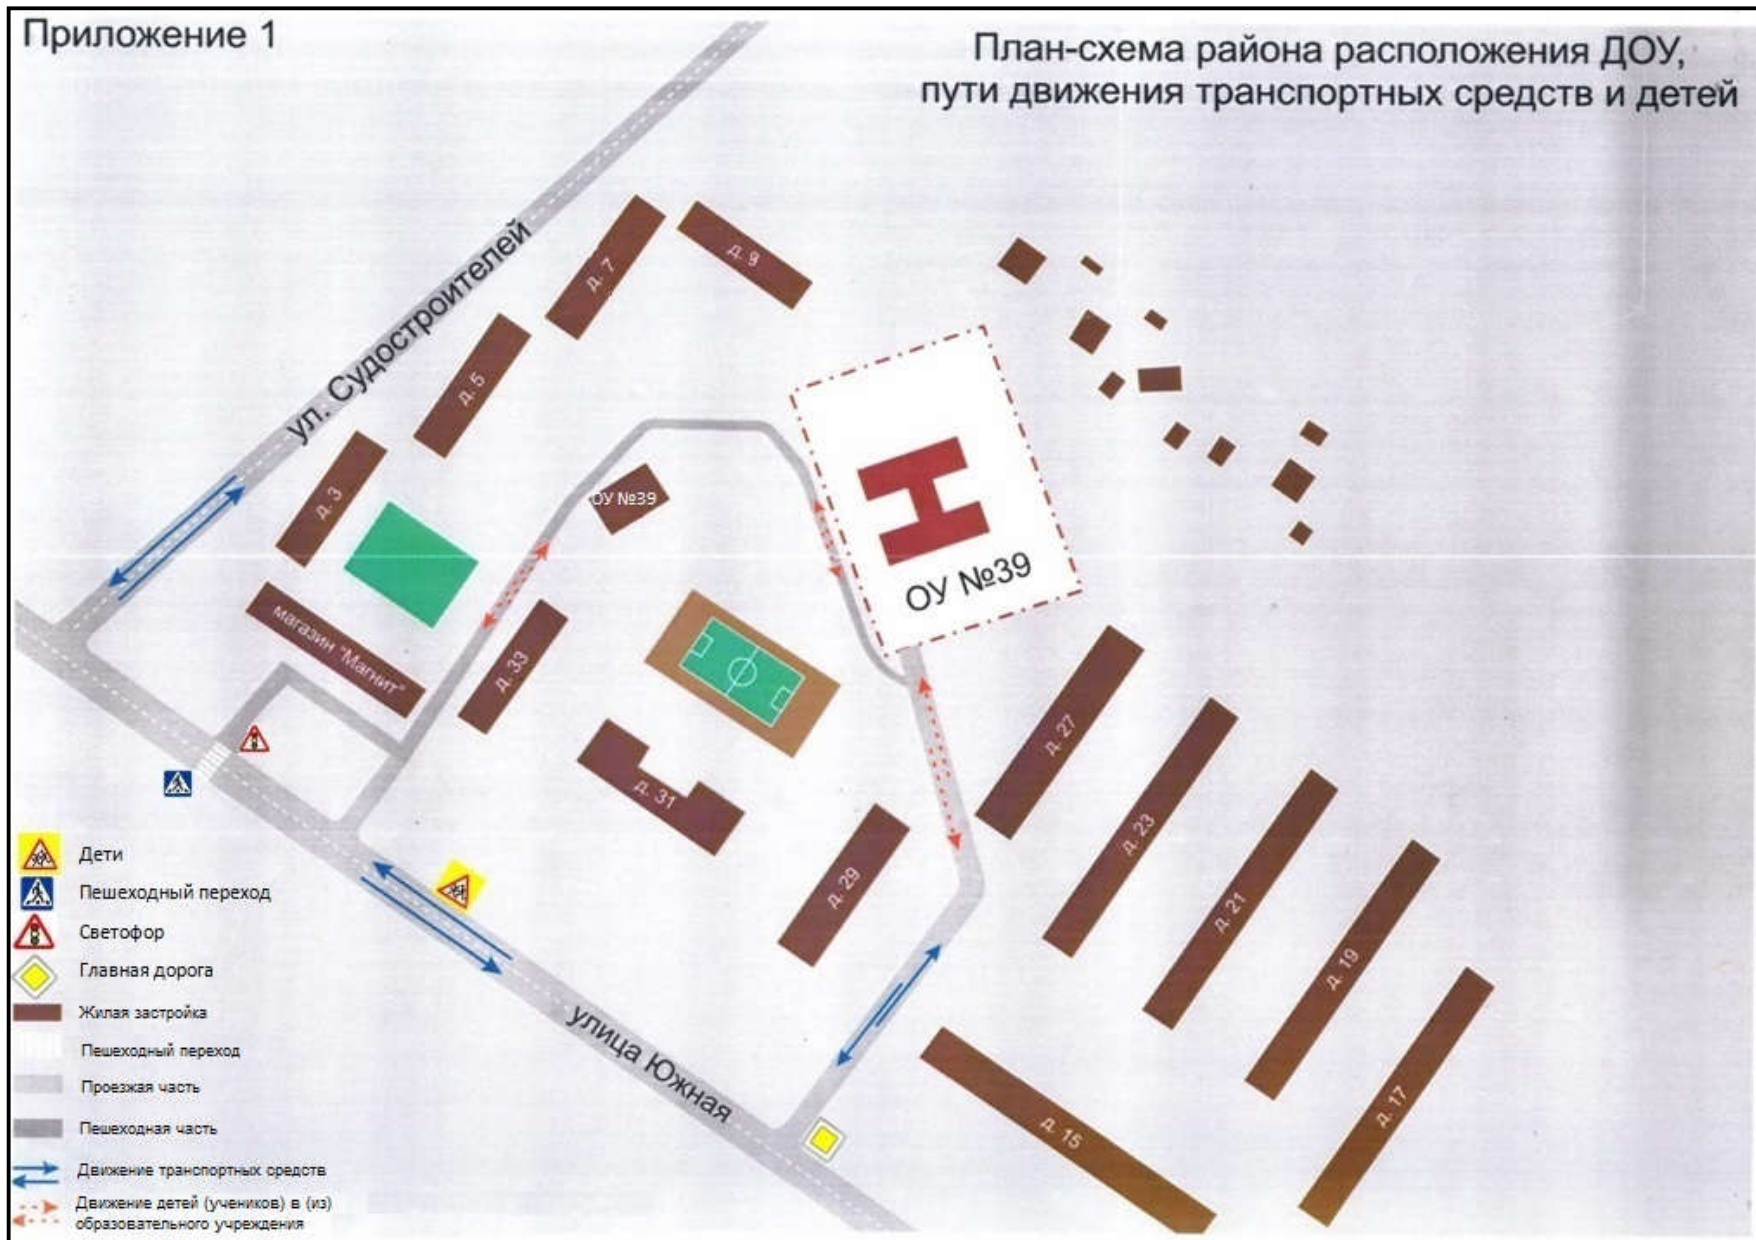 Приложение 1
План-схема района расположения ДОУ,
пути движения транспортных средств и детей
ул. Судостроителей
д. 7
д. 9
д. 5
д. 3
ОУ №39
ОУ №39
магазин "Магнит"
д. 33
д. 31
д. 29
д. 27
д. 23
д. 21
д. 19
д. 17
д. 15
улица Южная
Дети
Пешеходный переход
Светофор
Главная дорога
Жилая застройка
Пешеходный переход
Проезжая часть
Пешеходная часть
Движение транспортных средств
Движение детей (учеников) в (из)
образовательного учреждения